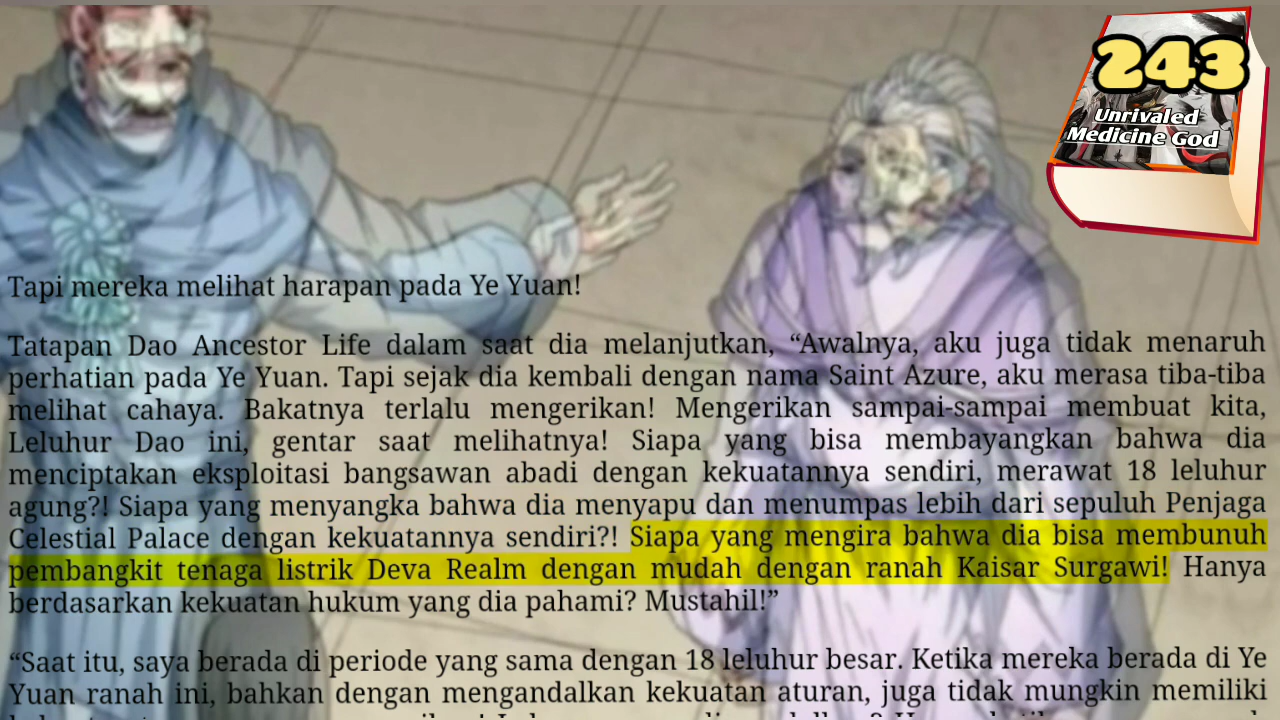 243
Unrivaled
Medicine God
Tapi mereka melihat harapan pada Ye Yuan!
Tatapan Dao Ancestor Life dalam saat dia melanjutkan, “Awalnya, aku juga tidak menaruh
perhatian pada Ye Yuan. Tapi sejak dia kembali dengan nama Saint Azure, aku merasa tiba-tiba
melihat cahaya. Bakatnya terlalu mengerikan! Mengerikan sampai-sampai membuat kita,
Leluhur Dao ini, gentar saat melihatnya! Siapa yang bisa membayangkan bahwa dia
menciptakan eksploitasi bangsawan abadi dengan kekuatannya sendiri, merawat 18 leluhur
agung?! Siapa yang menyangka bahwa dia menyapu dan menumpas lebih dari sepuluh Penjaga
Celestial Palace dengan kekuatannya sendiri?! Siapa yang mengira bahwa dia bisa membunuh
pembangkit tenaga listrik Deva Realm dengan mudah dengan ranah Kaisar Surgawi! Hanya
berdasarkan kekuatan hukum yang dia pahami? Mustahil!”
“Saat itu, saya berada di periode yang sama dengan 18 leluhur besar. Ketika mereka berada di Ye
Yuan ranah ini, bahkan dengan mengandalkan kekuatan aturan, juga tidak mungkin memiliki